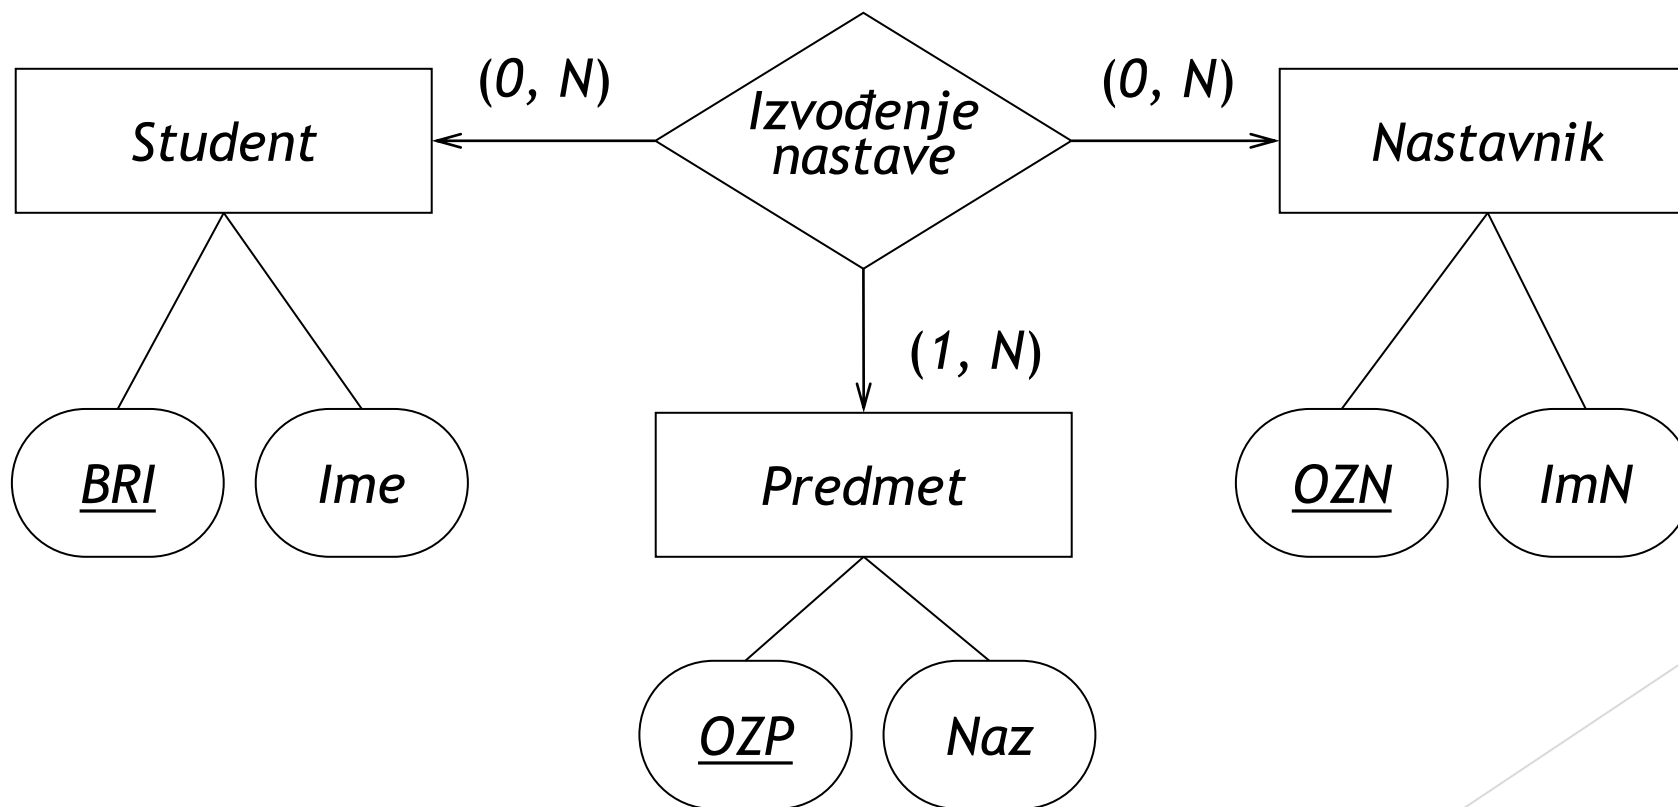 (0, N)
(0, N)
Student
Izvođenje
nastave
Nastavnik
(1, N)
BRI
Ime
Predmet
OZN
ImN
OZP
Naz